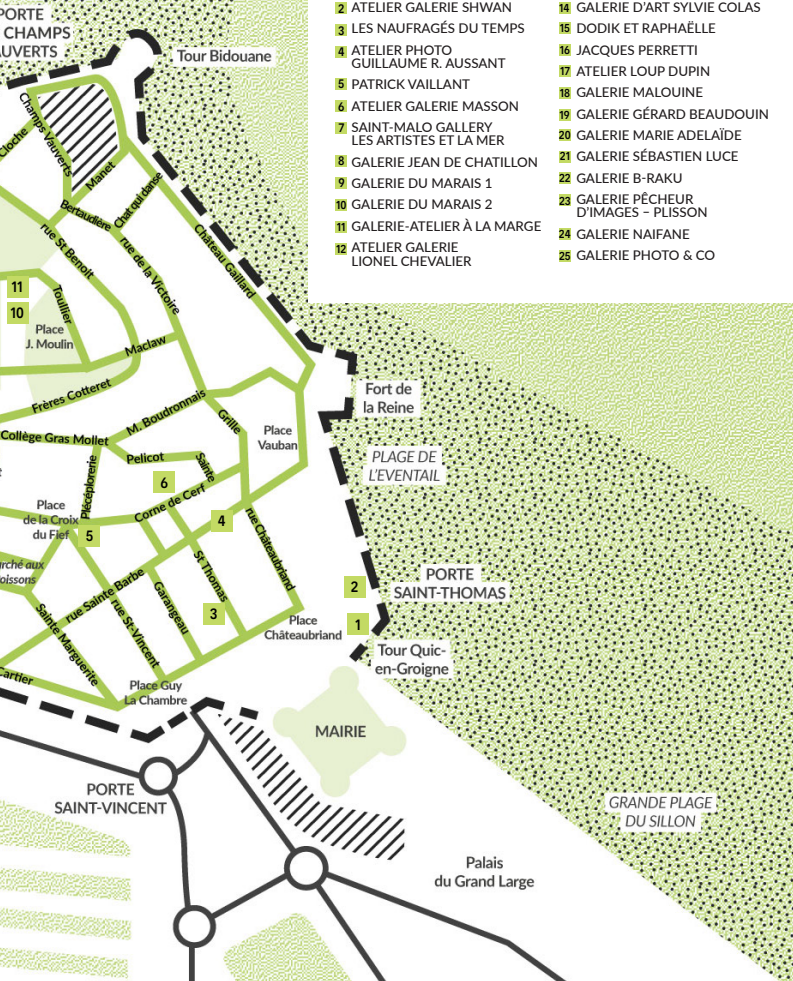 PORTE
CHAMPS
VAUVERTS
Tour Bidouane
2 ATELIER GALERIE SHWAN
3 LES NAUFRAGÉS DU TEMPS
4 ATELIER PHOTO
GUILLAUME R. AUSSANT
5 PATRICK VAILLANT
6 ATELIER GALERIE MASSON
7 SAINT-MALO GALLERY
LES ARTISTES ET LA MER
8 GALERIE JEAN DE CHATILLON
9 GALERIE DU MARAIS 1
10 GALERIE DU MARAIS 2
11 GALERIE-ATELIER À LA MARGE
12 ATELIER GALERIE
LIONEL CHEVALIER
14 GALERIE D'ART SYLVIE COLAS
15 DODIK ET RAPHAËLLE
16 JACQUES PERRETTI
17 ATELIER LOUP DUPIN
18 GALERIE MALOUINE
19 GALERIE GÉRARD BEAUDOUIN
20 GALERIE MARIE ADELAÏDE
21 GALERIE SÉBASTIEN LUCE
22 GALERIE B-RAKU
23 GALERIE PÊCHEUR
D'IMAGES – PLISSON
24 GALERIE NAIFANE
25 GALERIE PHOTO & CO
Champs Vauverts
Cloche
Manet
Bertaudière
Chat qui danse
Château Gaillard
rue St Benoit
rue de la Victoire
11
10
Toullier
Place
J. Moulin
Maclaw
Frères Cotteret
Fort de
la Reine
M. Boudronnais
Grille
Place
Vauban
Collège Gras Mollet
Pelicot
Sainte
PLAGE DE
L'EVENTAIL
Plécéplorerie
6
Corne de Cerf
Place
de la Croix
du Fief
5
4
rue Châteaubriand
rché aux
oissons
St. Thomas
PORTE
SAINT-THOMAS
2
rue Sainte Barbe
Garangeau
3
1
Place
Châteaubriand
Sainte Marguerite
rue St.Vincent
Tour Quic-
en-Groigne
Cartier
Place Guy
La Chambre
MAIRIE
PORTE
SAINT-VINCENT
GRANDE PLAGE
DU SILLON
Palais
du Grand Large